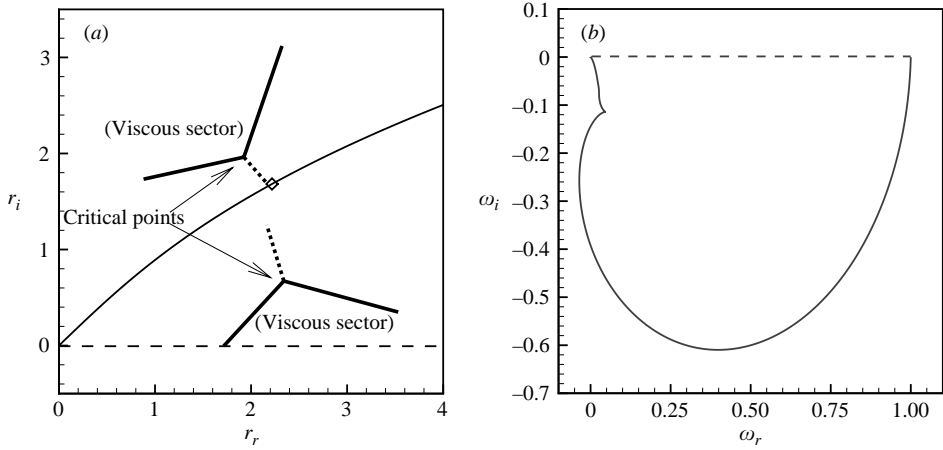 (a)
3
(Viscous sector)
2
r_i
Critical points
1
(Viscous sector)
0
0 1 2 3 4
r_r
0.1
(b)
0
–0.1
–0.2
–0.3
ω_i
–0.4
–0.5
–0.6
–0.7
0 0.25 0.50 0.75 1.00
ω_r